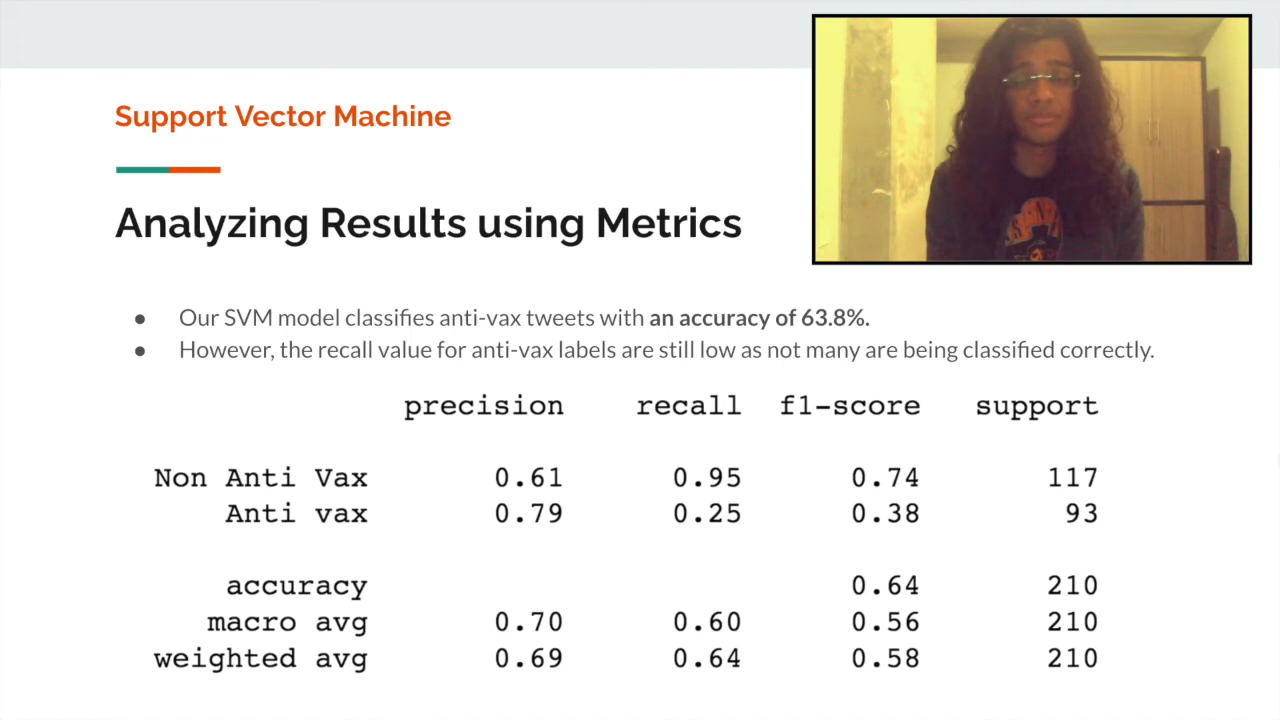 Support Vector Machine
Analyzing Results using Metrics
● Our SVM model classifies anti-vax tweets with an accuracy of 63.8%.
● However, the recall value for anti-vax labels are still low as not many are being classified correctly.
precision recall f1-score support
Non Anti Vax 0.61 0.95 0.74 117
Anti vax 0.79 0.25 0.38 93
accuracy 0.64 210
macro avg 0.70 0.60 0.56 210
weighted avg 0.69 0.64 0.58 210